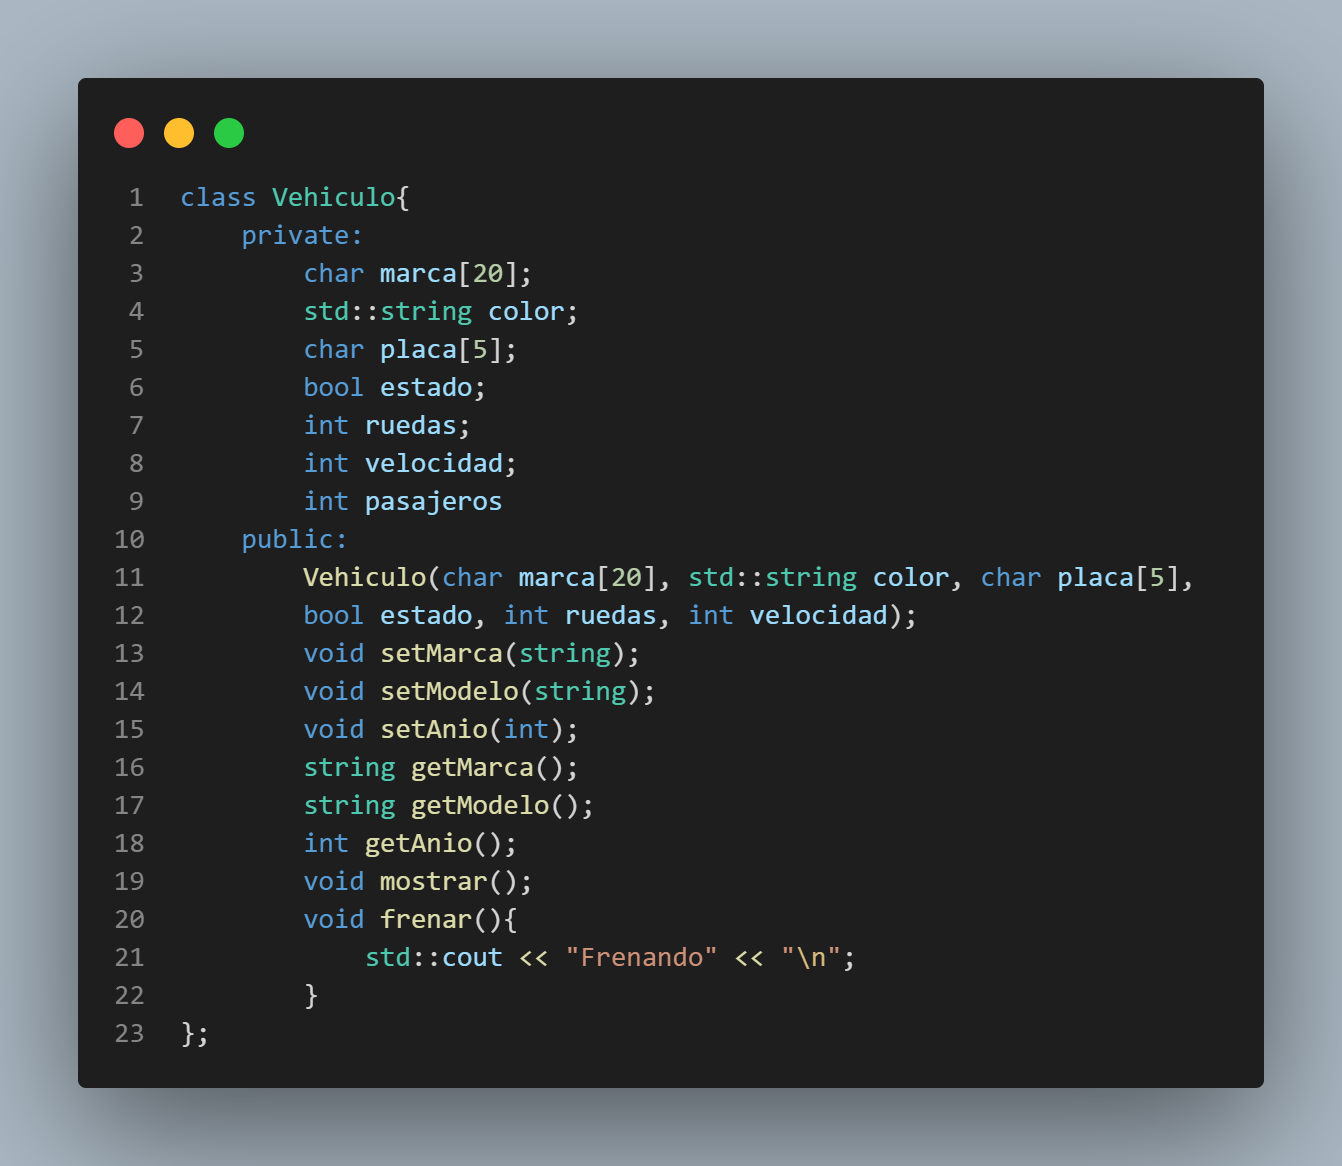 1 class Vehiculo{
2     private:
3         char marca[20];
4         std::string color;
5         char placa[5];
6         bool estado;
7         int ruedas;
8         int velocidad;
9         int pasajeros
10     public:
11         Vehiculo(char marca[20], std::string color, char placa[5],
12         bool estado, int ruedas, int velocidad);
13         void setMarca(string);
14         void setModelo(string);
15         void setAnio(int);
16         string getMarca();
17         string getModelo();
18         int getAnio();
19         void mostrar();
20         void frenar(){
21             std::cout << "Frenando" << "\n";
22         }
23 };